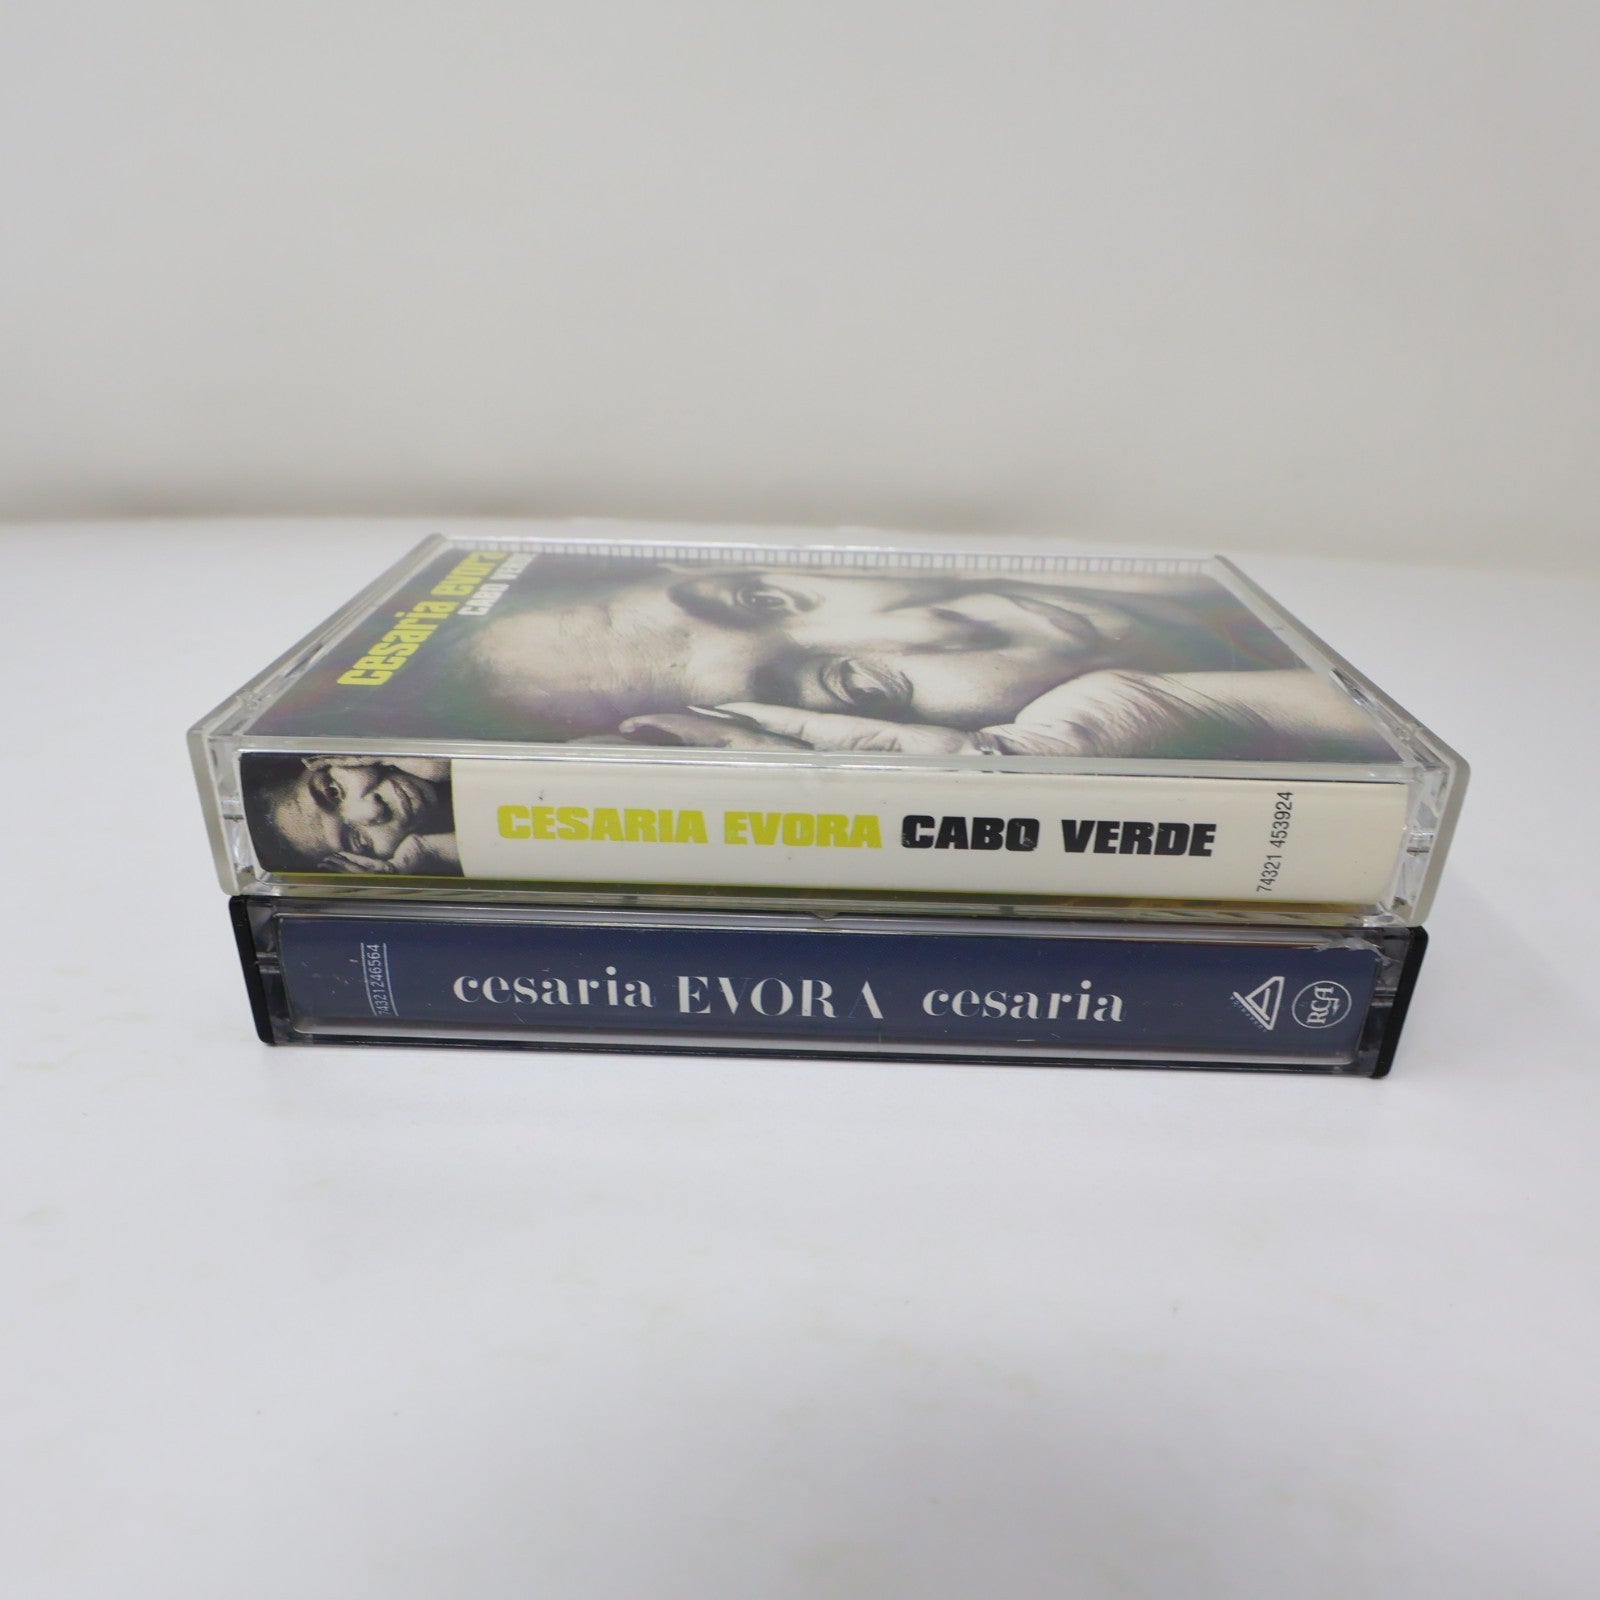 cesaria evora
CABO VERDE
CESARIA EVORA CABO VERDE
74321 453924
74321246564
cesaria EVORA cesaria
RCA